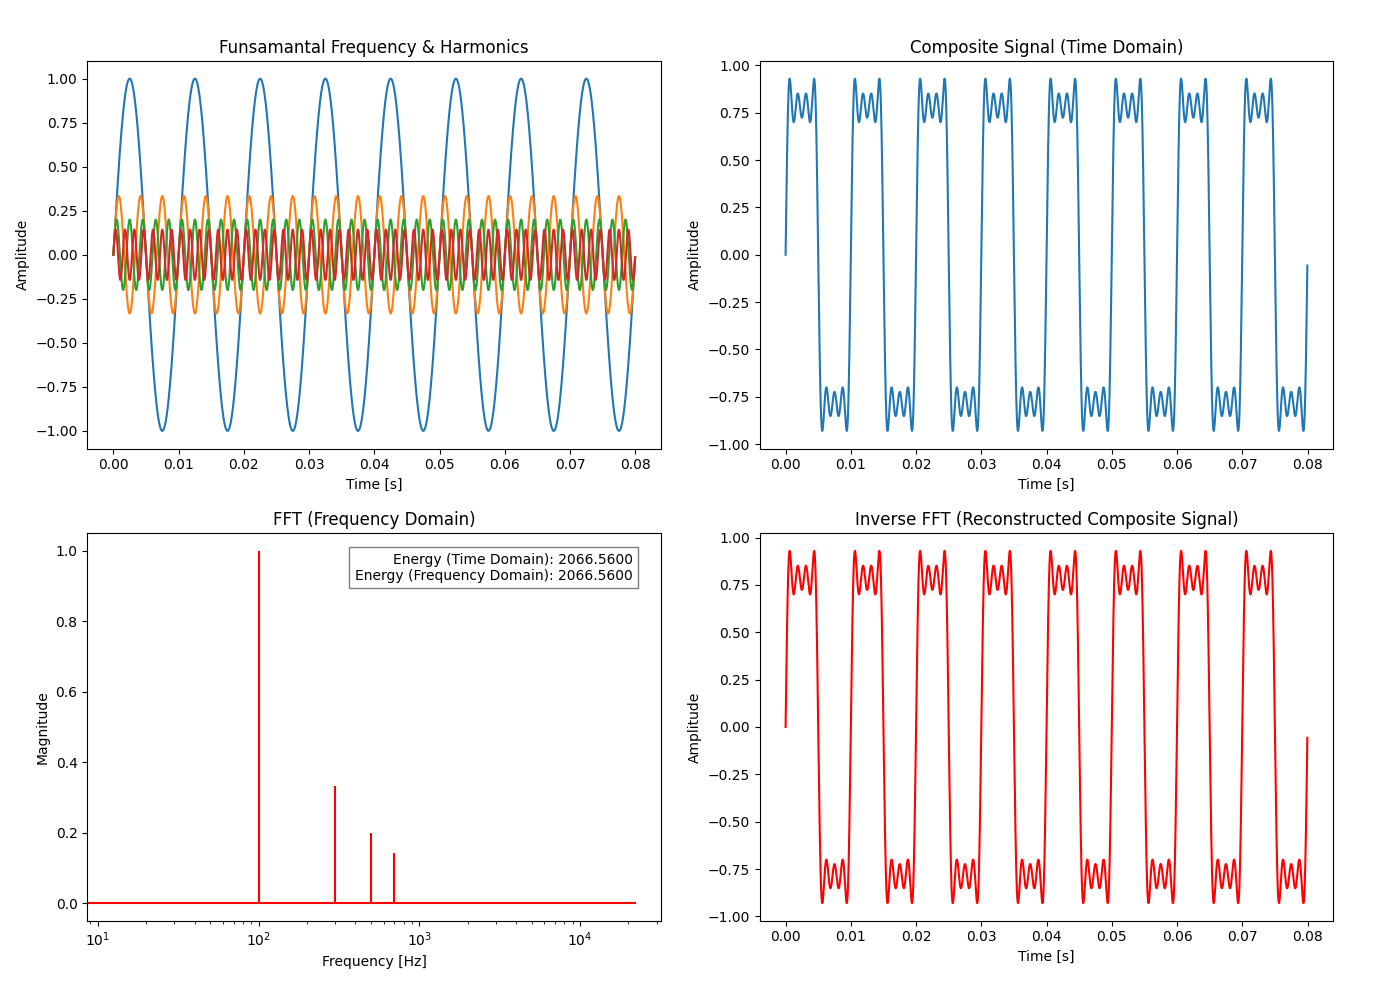 Funsamantal Frequency & Harmonics
1.00
0.75
0.50
0.25
0.00
−0.25
−0.50
−0.75
−1.00
Amplitude
0.00 0.01 0.02 0.03 0.04 0.05 0.06 0.07 0.08
Time [s]
Composite Signal (Time Domain)
1.00
0.75
0.50
0.25
0.00
−0.25
−0.50
−0.75
−1.00
Amplitude
0.00 0.01 0.02 0.03 0.04 0.05 0.06 0.07 0.08
Time [s]
FFT (Frequency Domain)
Energy (Time Domain): 2066.5600
Energy (Frequency Domain): 2066.5600
1.0
0.8
0.6
0.4
0.2
0.0
Magnitude
10¹ 10² 10³ 10⁴
Frequency [Hz]
Inverse FFT (Reconstructed Composite Signal)
1.00
0.75
0.50
0.25
0.00
−0.25
−0.50
−0.75
−1.00
Amplitude
0.00 0.01 0.02 0.03 0.04 0.05 0.06 0.07 0.08
Time [s]